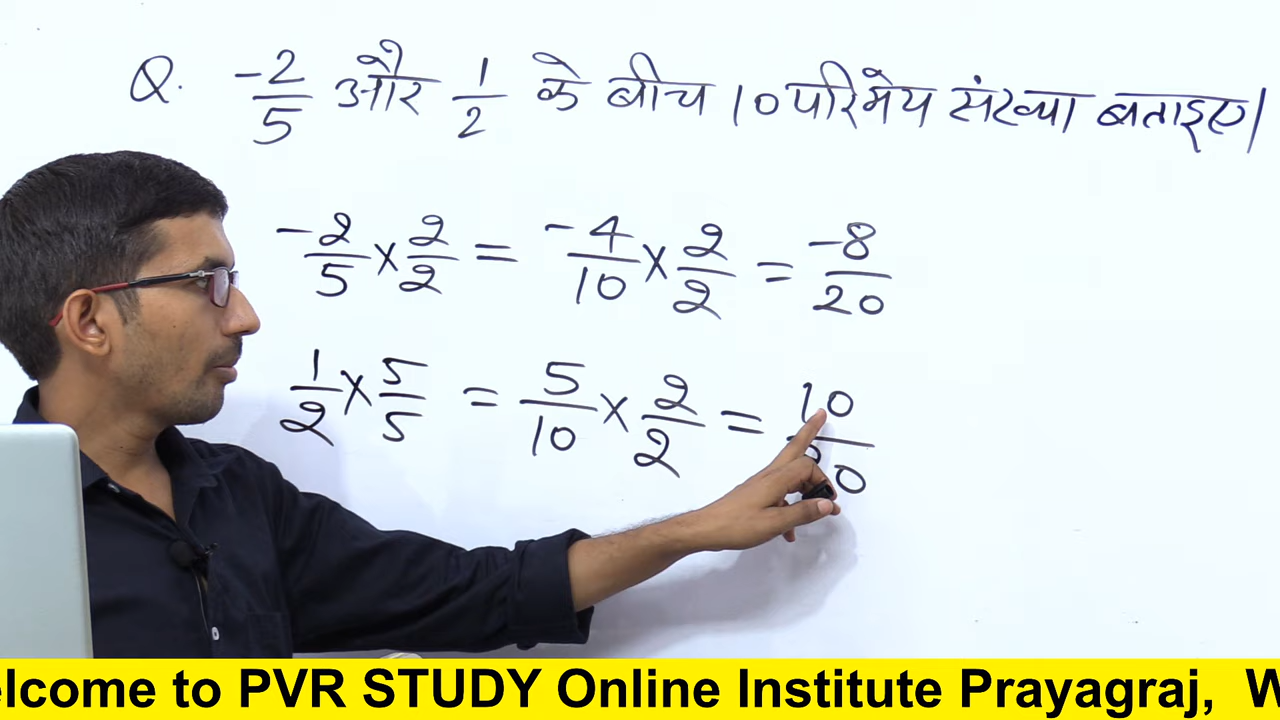 Q. -2/5 और 1/2 के बीच 10 परिमेय संख्या बताइए।
-2/5 × 2/2 = -4/10 × 2/2 = -8/20
1/2 × 5/5 = 5/10 × 2/2 = 10/20
elcome to PVR STUDY Online Institute Prayagraj, W